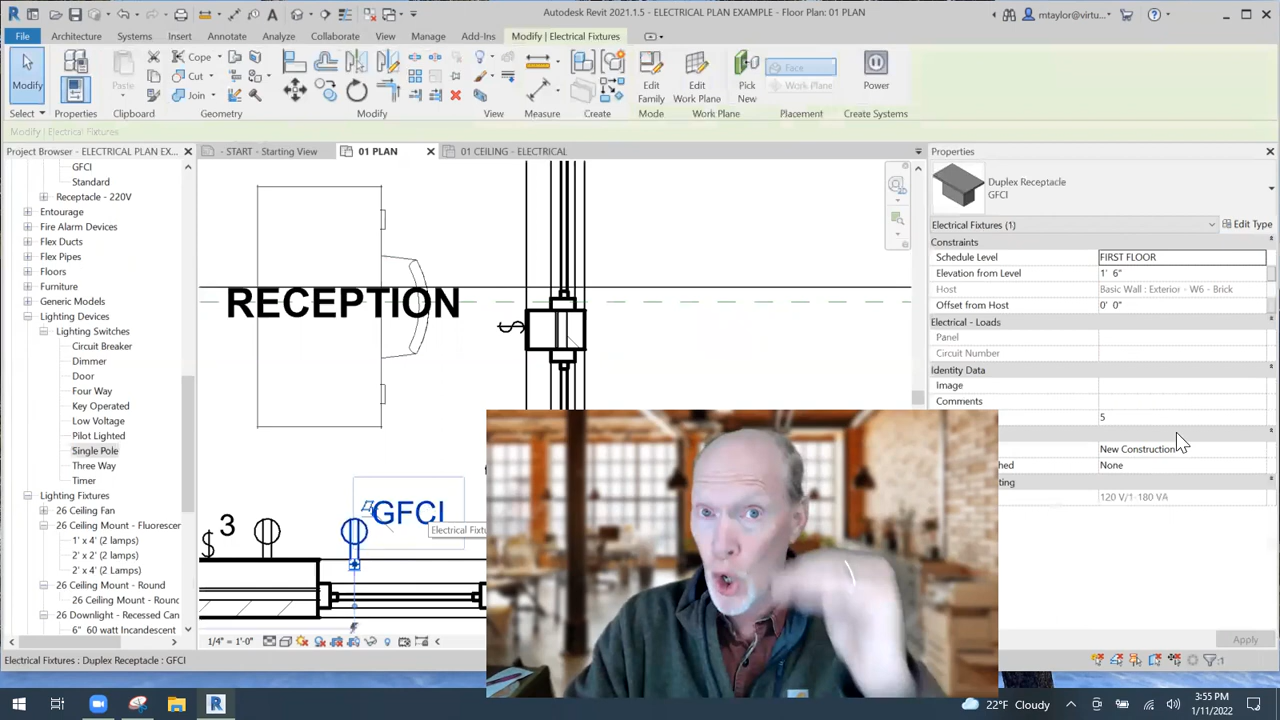 Autodesk Revit 2021.1.5 - ELECTRICAL PLAN EXAMPLE - Floor Plan: 01 PLAN
mtaylor@virtu...
File Architecture Systems Insert Annotate Analyze Collaborate View Manage Add-Ins Modify | Electrical Fixtures
Modify
Paste
Cope
Cut
Join
Edit Family
Edit Work Plane
Pick New
Face
Work Plane
Power
Select Properties Clipboard Geometry Modify View Measure Create Mode Work Plane Placement Create Systems
Modify | Electrical Fixtures
Project Browser - ELECTRICAL PLAN EX...
- START - Starting View
01 PLAN
01 CEILING - ELECTRICAL
Properties
GFCI
Standard
Receptacle - 220V
Entourage
Fire Alarm Devices
Flex Ducts
Flex Pipes
Floors
Furniture
Generic Models
Lighting Devices
Lighting Switches
Circuit Breaker
Dimmer
Door
Four Way
Key Operated
Low Voltage
Pilot Lighted
Single Pole
Three Way
Timer
Lighting Fixtures
26 Ceiling Fan
26 Ceiling Mount - Fluorescer
1' x 4' (2 lamps)
2' x 2' (2 lamps)
2' x 4' (2 lamps)
26 Ceiling Mount - Round
26 Ceiling Mount - Round
26 Downlight - Recessed Can
6" 60 watt Incandescent
RECEPTION
$
GFCI
Electrical Fixtu
$ 3
Duplex Receptacle
GFCI
Electrical Fixtures (1)
Edit Type
Constraints
Schedule Level FIRST FLOOR
Elevation from Level 1' 6"
Host Basic Wall : Exterior - W6 - Brick
Offset from Host 0' 0"
Electrical - Loads
Panel
Circuit Number
Identity Data
Image
Comments
5
New Construction
hed None
ting
120 V/1-180 VA
Apply
1/4" = 1'-0"
Electrical Fixtures : Duplex Receptacle : GFCI
:1
22°F Cloudy
3:55 PM
1/11/2022